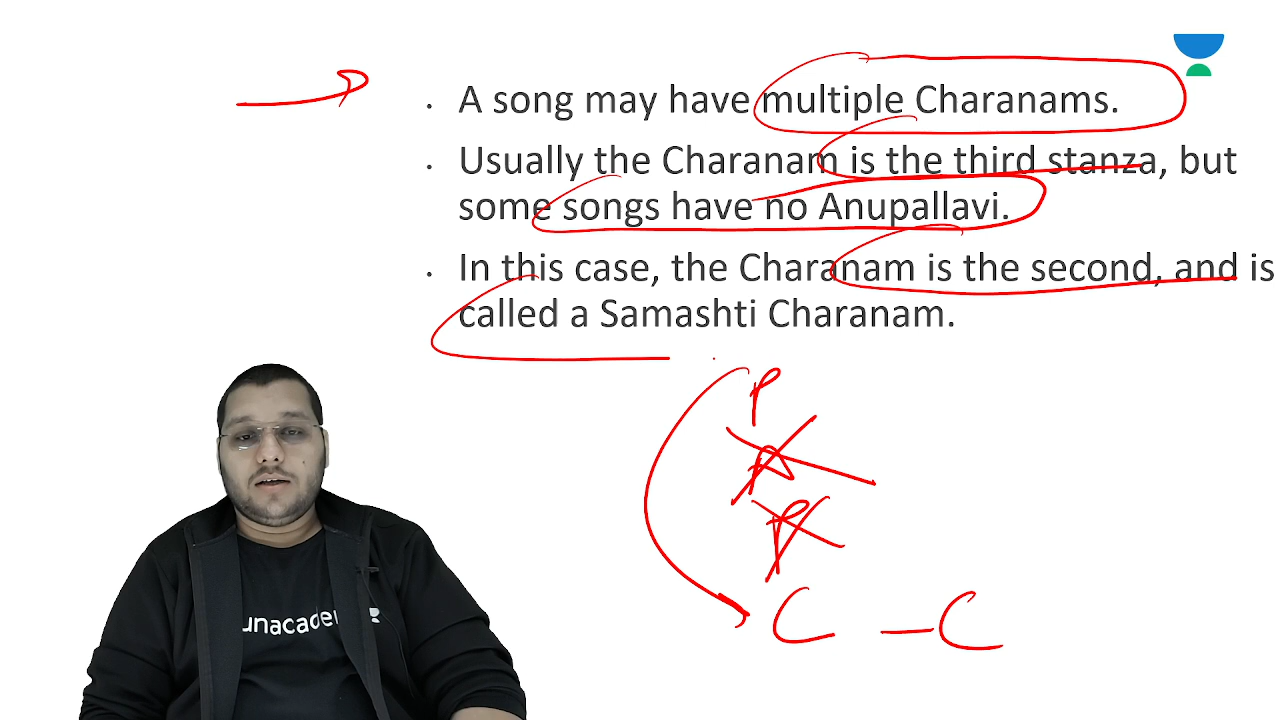 A song may have multiple Charanams.
Usually the Charanam is the third stanza, but
some songs have no Anupallavi.
In this case, the Charanam is the second, and is
called a Samashti Charanam.
P
A
P
C – C
unacade